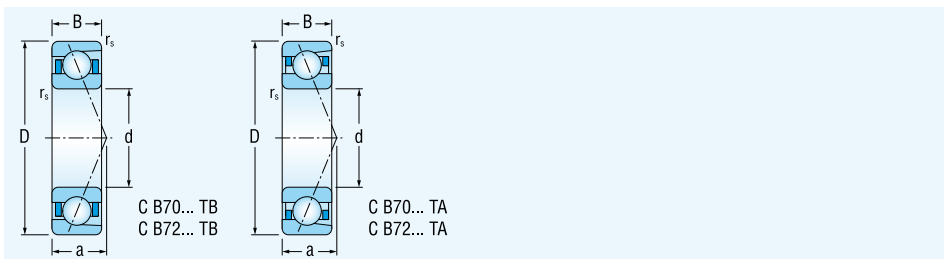 B
rs
rs
D
d
C B70... TB
C B72... TB
a
B
rs
rs
D
d
C B70... TA
C B72... TA
a